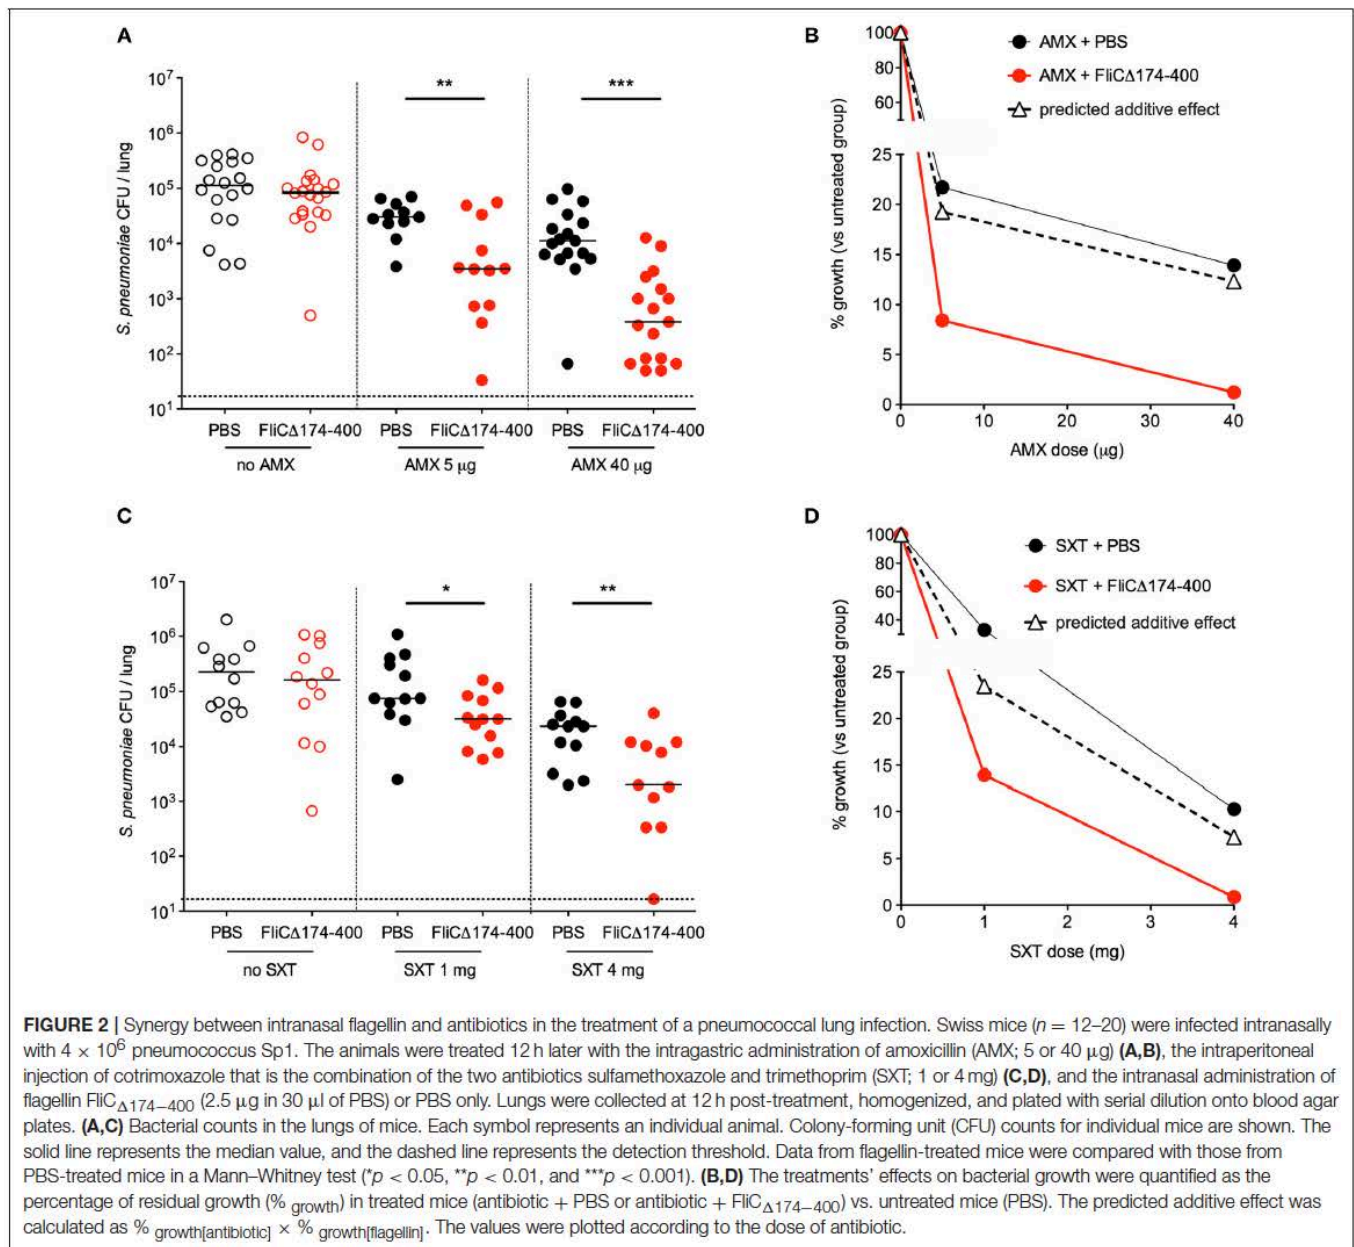 A
B
AMX + PBS
AMX + FliCΔ174-400
predicted additive effect
S. pneumoniae CFU / lung
10⁷
10⁶
10⁵
10⁴
10³
10²
10¹
**
***
PBS FliCΔ174-400 PBS FliCΔ174-400 PBS FliCΔ174-400
no AMX AMX 5 µg AMX 40 µg
% growth (vs untreated group)
100
80
60
25
20
15
10
5
0
0 10 20 30 40
AMX dose (µg)
C
D
SXT + PBS
SXT + FliCΔ174-400
predicted additive effect
S. pneumoniae CFU / lung
10⁷
10⁶
10⁵
10⁴
10³
10²
10¹
*
**
PBS FliCΔ174-400 PBS FliCΔ174-400 PBS FliCΔ174-400
no SXT SXT 1 mg SXT 4 mg
% growth (vs untreated group)
100
80
60
40
25
20
15
10
5
0
0 1 2 3 4
SXT dose (mg)
FIGURE 2 | Synergy between intranasal flagellin and antibiotics in the treatment of a pneumococcal lung infection. Swiss mice (n = 12–20) were infected intranasally
with 4 × 10⁶ pneumococcus Sp1. The animals were treated 12 h later with the intragastric administration of amoxicillin (AMX; 5 or 40 µg) (A,B), the intraperitoneal
injection of cotrimoxazole that is the combination of the two antibiotics sulfamethoxazole and trimethoprim (SXT; 1 or 4 mg) (C,D), and the intranasal administration of
flagellin FliCΔ174−400 (2.5 µg in 30 µl of PBS) or PBS only. Lungs were collected at 12 h post-treatment, homogenized, and plated with serial dilution onto blood agar
plates. (A,C) Bacterial counts in the lungs of mice. Each symbol represents an individual animal. Colony-forming unit (CFU) counts for individual mice are shown. The
solid line represents the median value, and the dashed line represents the detection threshold. Data from flagellin-treated mice were compared with those from
PBS-treated mice in a Mann–Whitney test (*p < 0.05, **p < 0.01, and ***p < 0.001). (B,D) The treatments' effects on bacterial growth were quantified as the
percentage of residual growth (% growth) in treated mice (antibiotic + PBS or antibiotic + FliCΔ174−400) vs. untreated mice (PBS). The predicted additive effect was
calculated as % growth[antibiotic] × % growth[flagellin]. The values were plotted according to the dose of antibiotic.